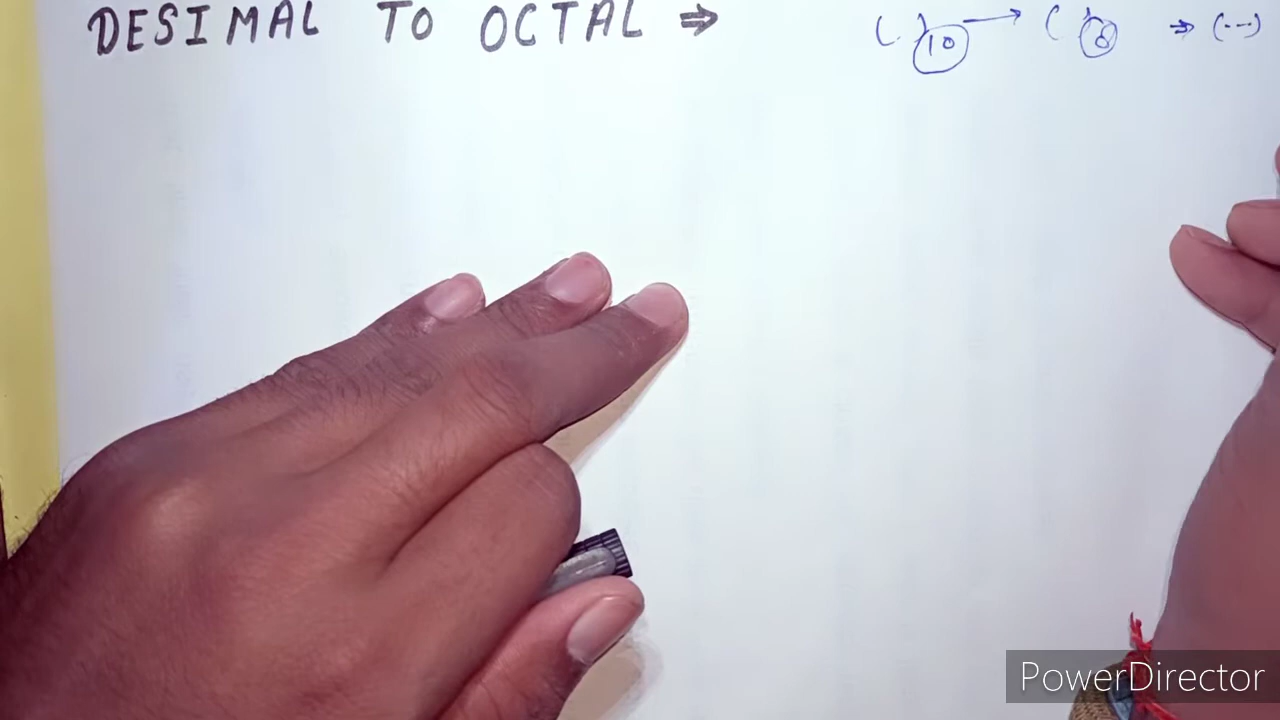 DESIMAL TO OCTAL ⇒ ( )10 → ( )8 ⇒ (--)
PowerDirector